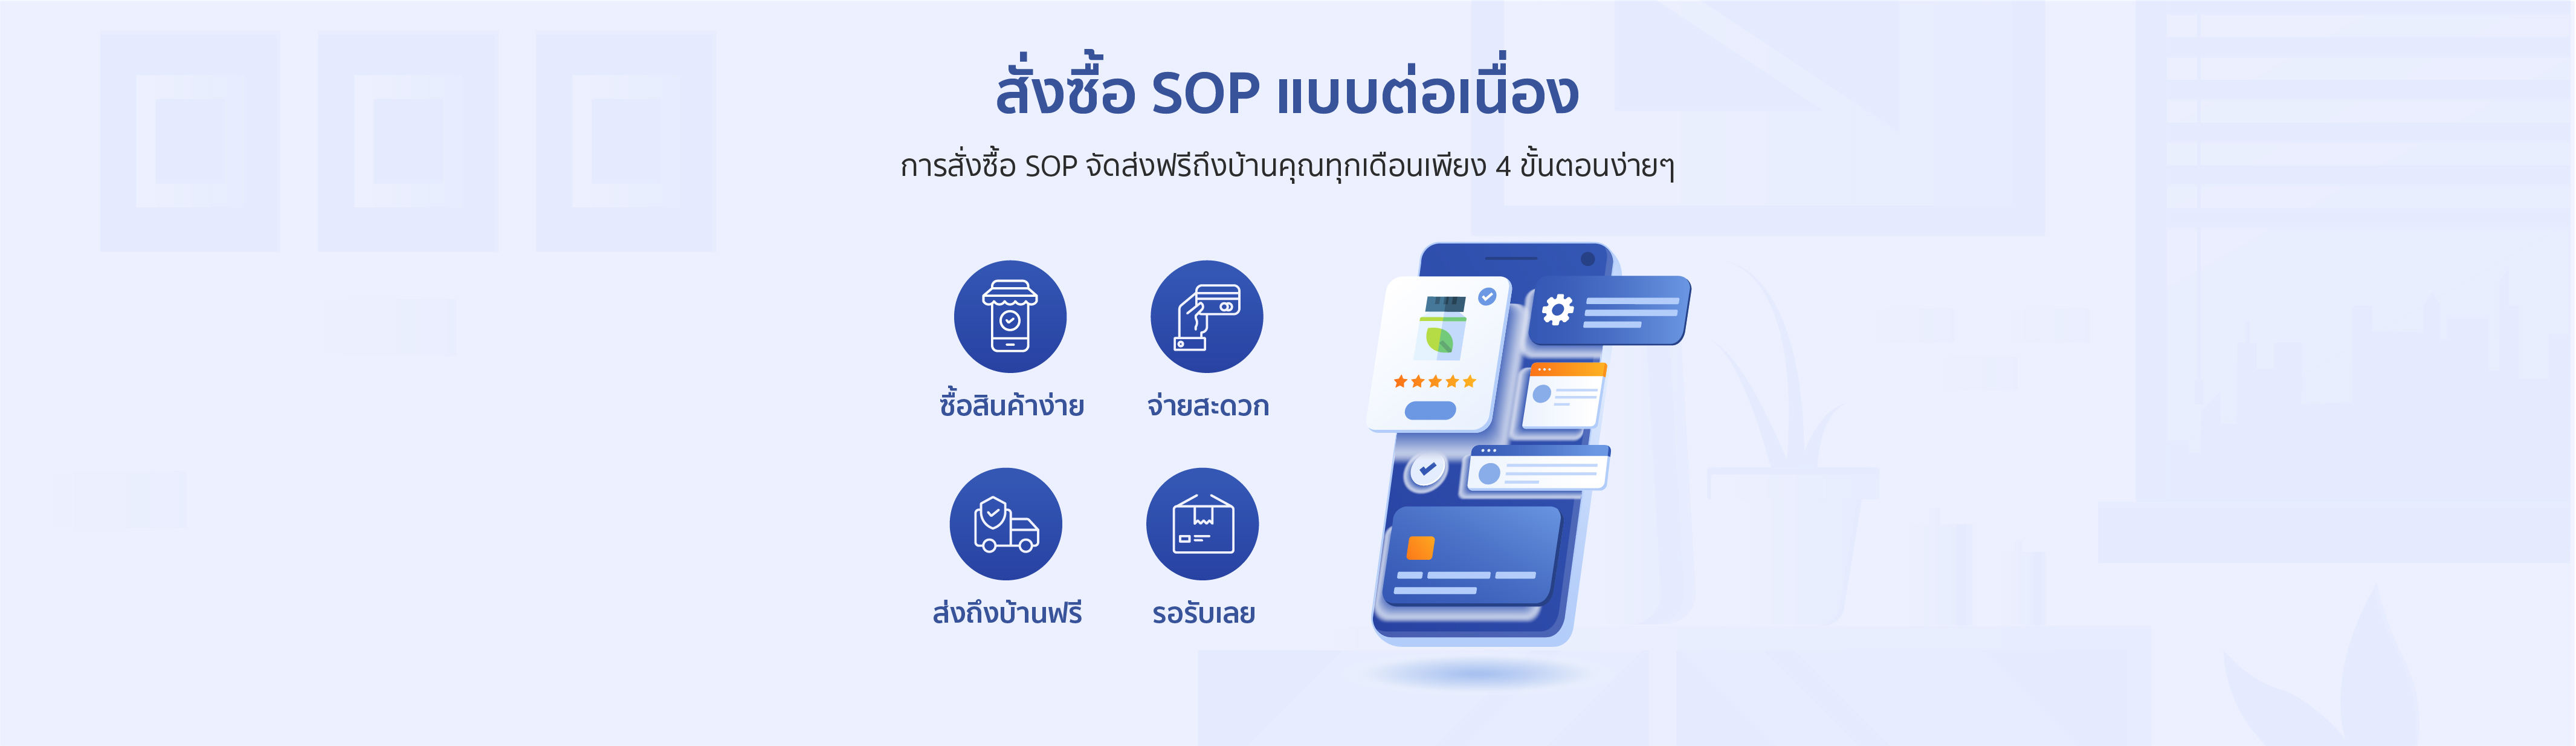 สั่งซื้อ SOP แบบต่อเนื่อง
การสั่งซื้อ SOP จัดส่งฟรีถึงบ้านคุณทุกเดือนเพียง 4 ขั้นตอนง่ายๆ
ซื้อสินค้าง่าย
จ่ายสะดวก
ส่งถึงบ้านฟรี
รอรับเลย